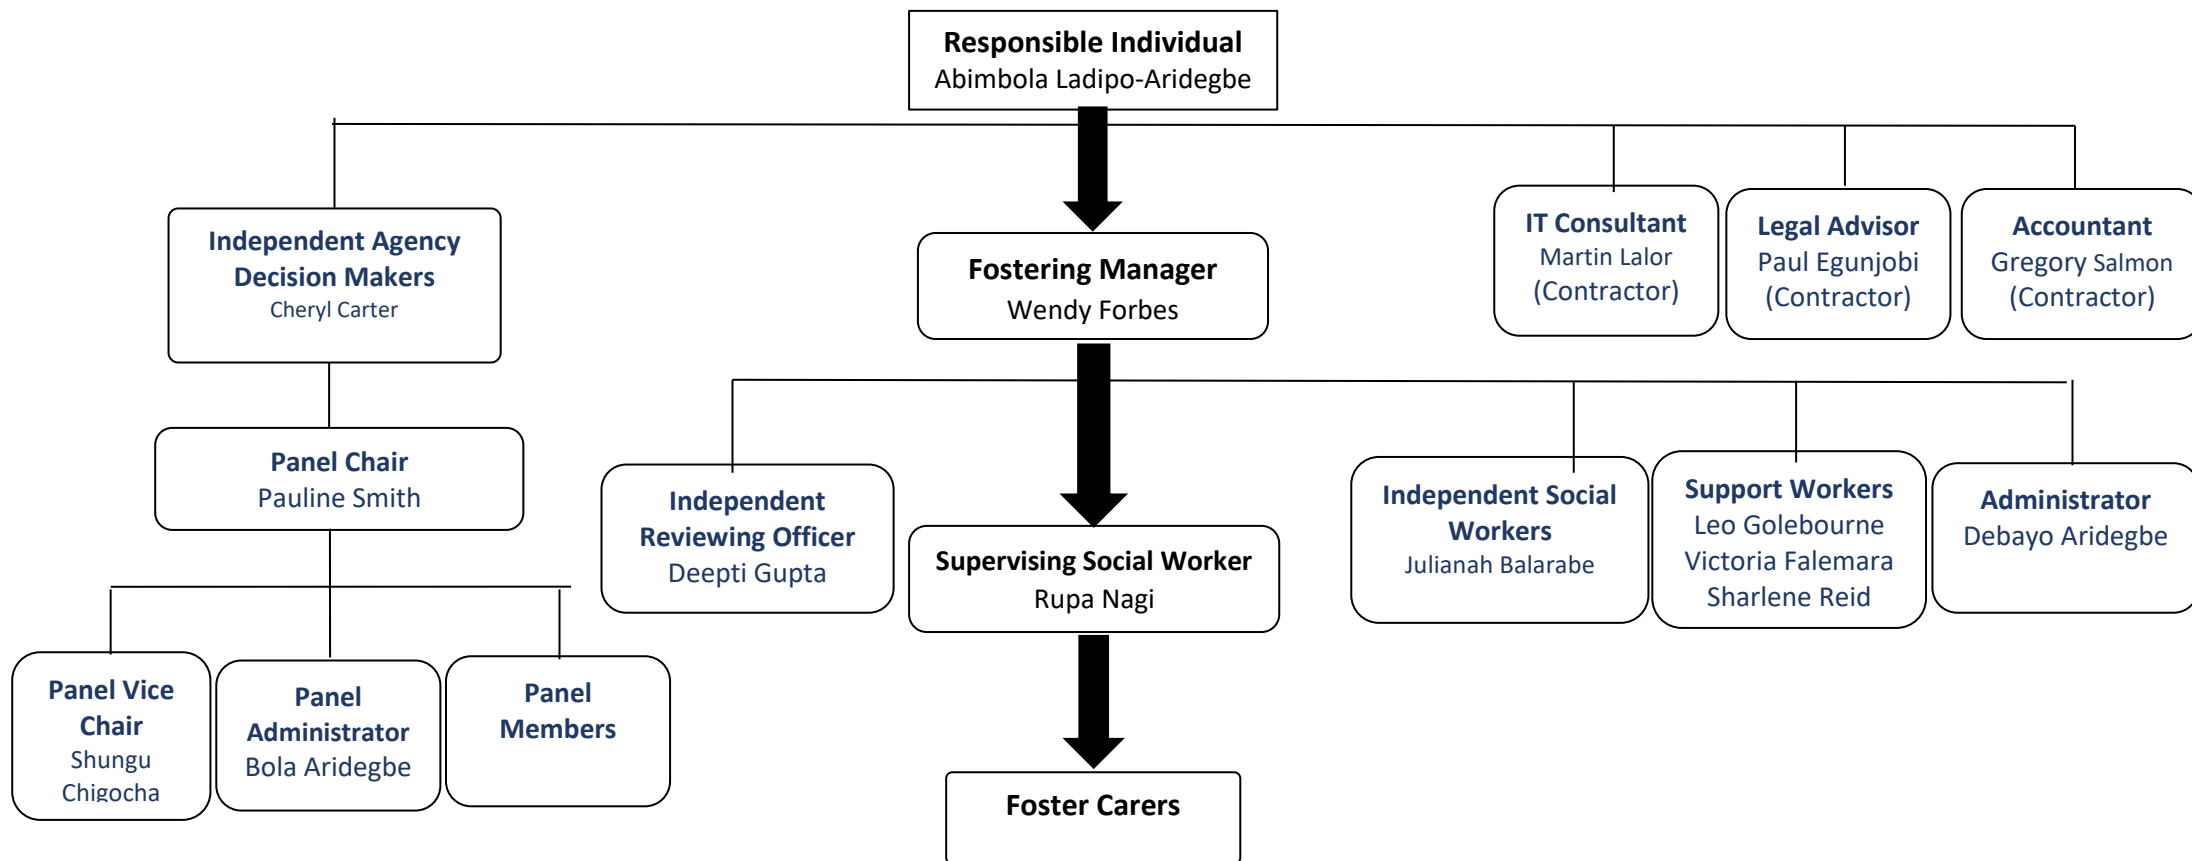 Responsible Individual
Abimbola Ladipo-Aridegbe
Independent Agency
Decision Makers
Cheryl Carter
Fostering Manager
Wendy Forbes
IT Consultant
Martin Lalor
(Contractor)
Legal Advisor
Paul Egunjobi
(Contractor)
Accountant
Gregory Salmon
(Contractor)
Panel Chair
Pauline Smith
Independent
Reviewing Officer
Deepti Gupta
Supervising Social Worker
Rupa Nagi
Independent Social
Workers
Julianah Balarabe
Support Workers
Leo Golebourne
Victoria Falemara
Sharlene Reid
Administrator
Debayo Aridegbe
Panel Vice
Chair
Shungu
Chigocha
Panel
Administrator
Bola Aridegbe
Panel
Members
Foster Carers